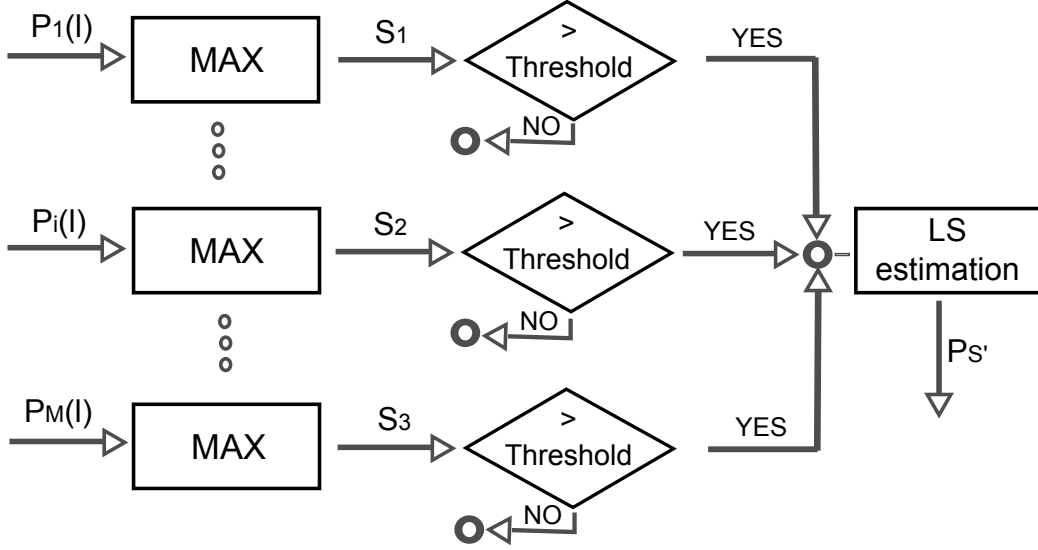 P1(l)
MAX
S1
>
Threshold
YES
NO
Pi(l)
MAX
S2
>
Threshold
YES
NO
LS
estimation
PS'
PM(l)
MAX
S3
>
Threshold
YES
NO